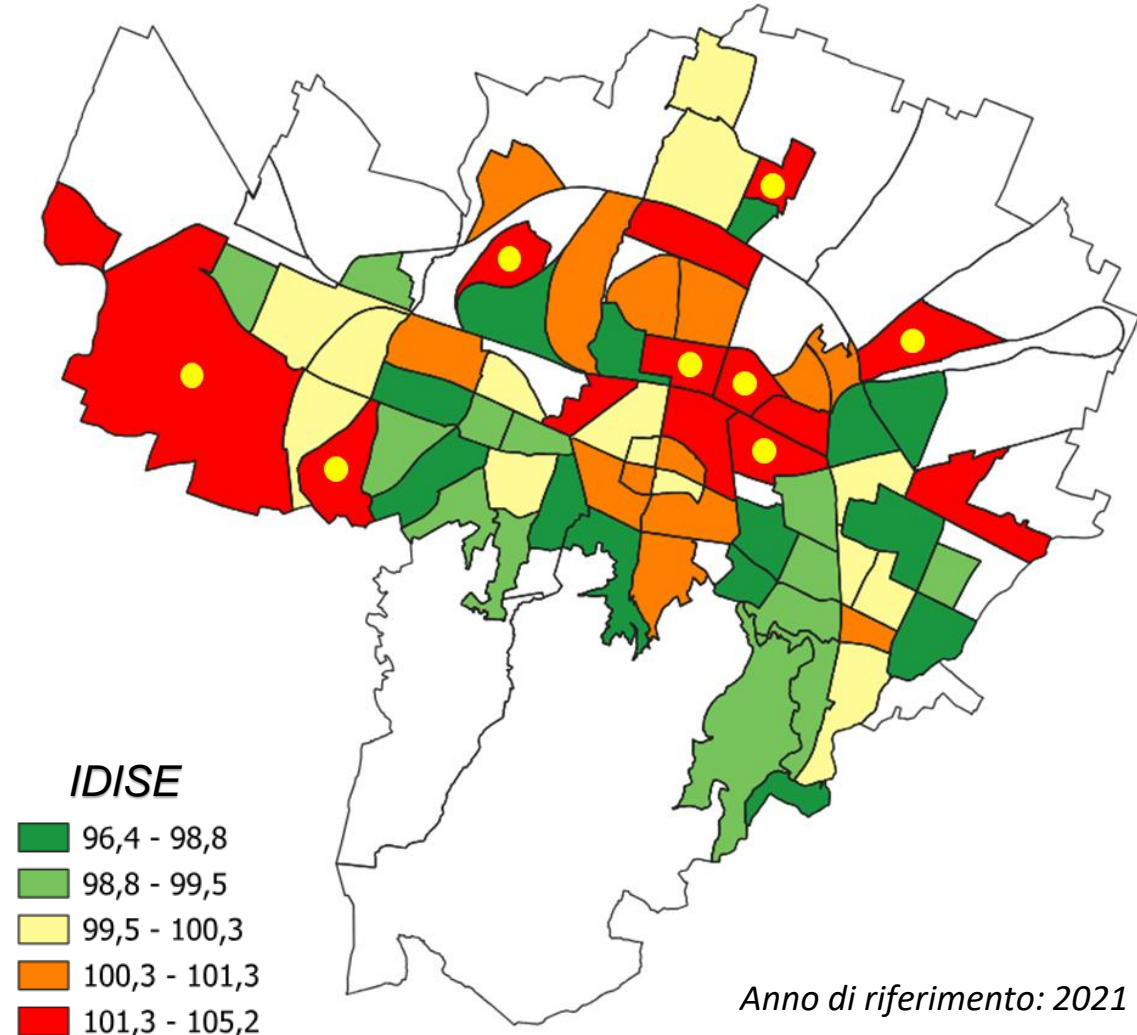 IDISE
96,4 - 98,8
98,8 - 99,5
99,5 - 100,3
100,3 - 101,3
101,3 - 105,2
Anno di riferimento: 2021